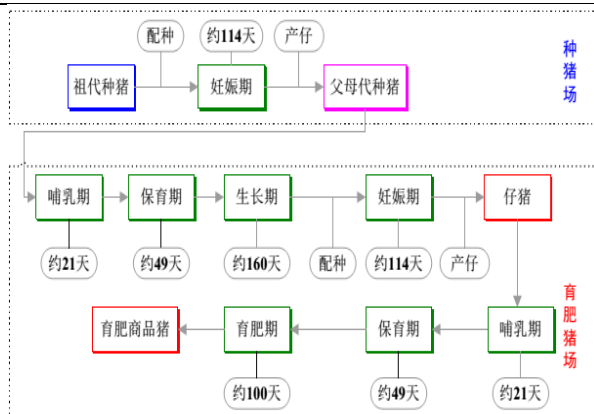 配种
约114天
产仔
祖代种猪
妊娠期
父母代种猪
种猪场
哺乳期
保育期
生长期
妊娠期
仔猪
约21天
约49天
约160天
配种
约114天
产仔
育肥猪场
育肥商品猪
育肥期
保育期
哺乳期
约100天
约49天
约21天